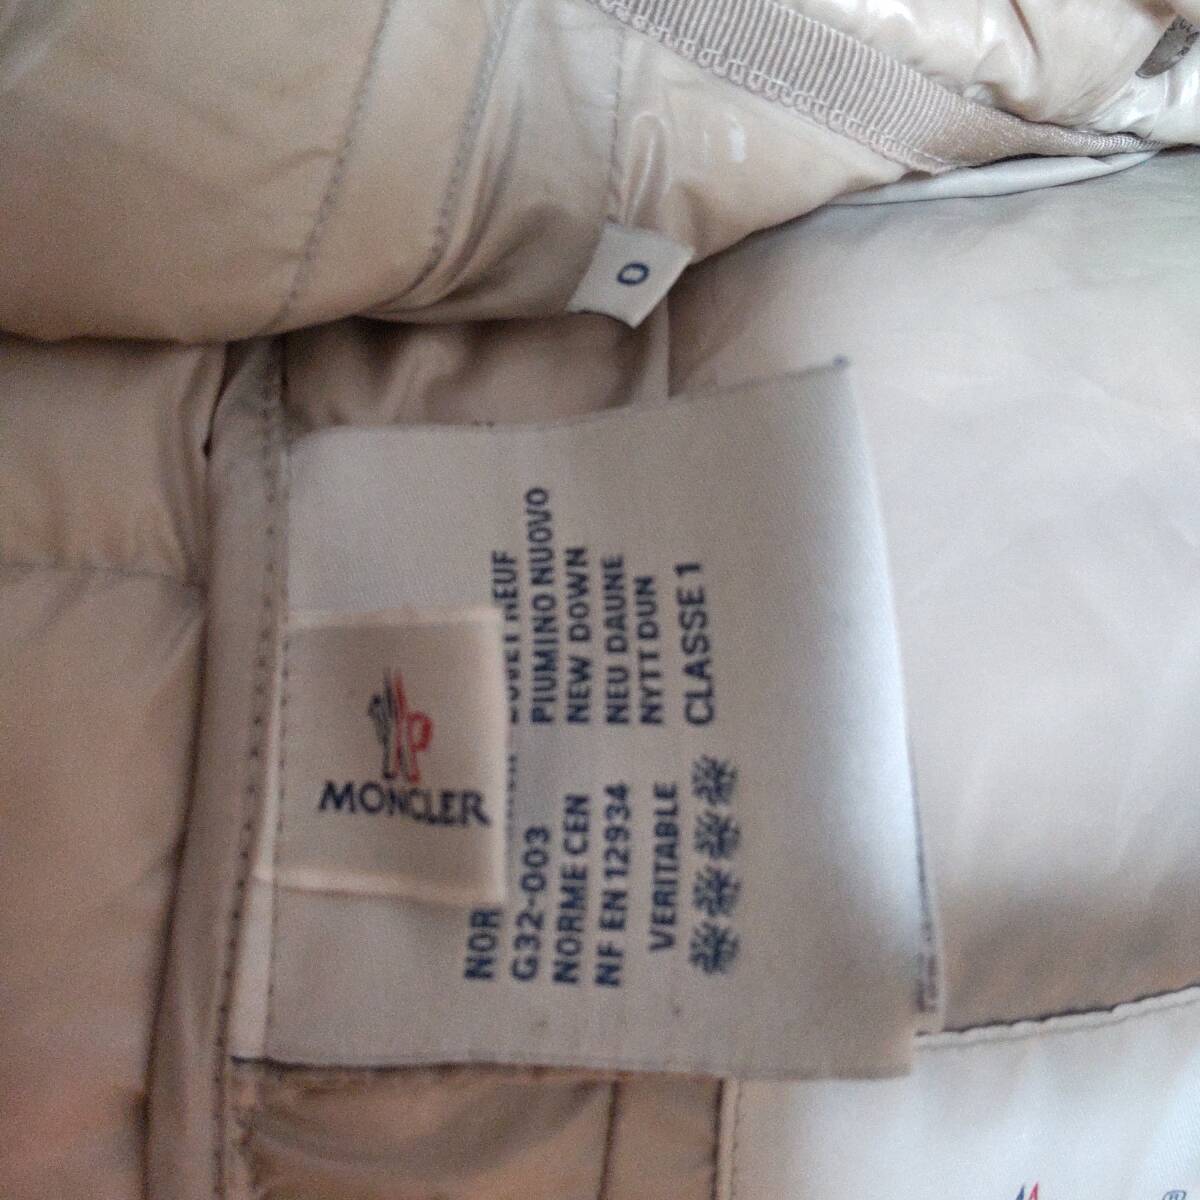 0
MONCLER
NEUF
PIUMINO NUOVO
NEW DOWN
NEU DAUNE
NYTT DUN
CLASSE 1
G32-003
NORME CEN
NF EN 12934
VERITABLE
®